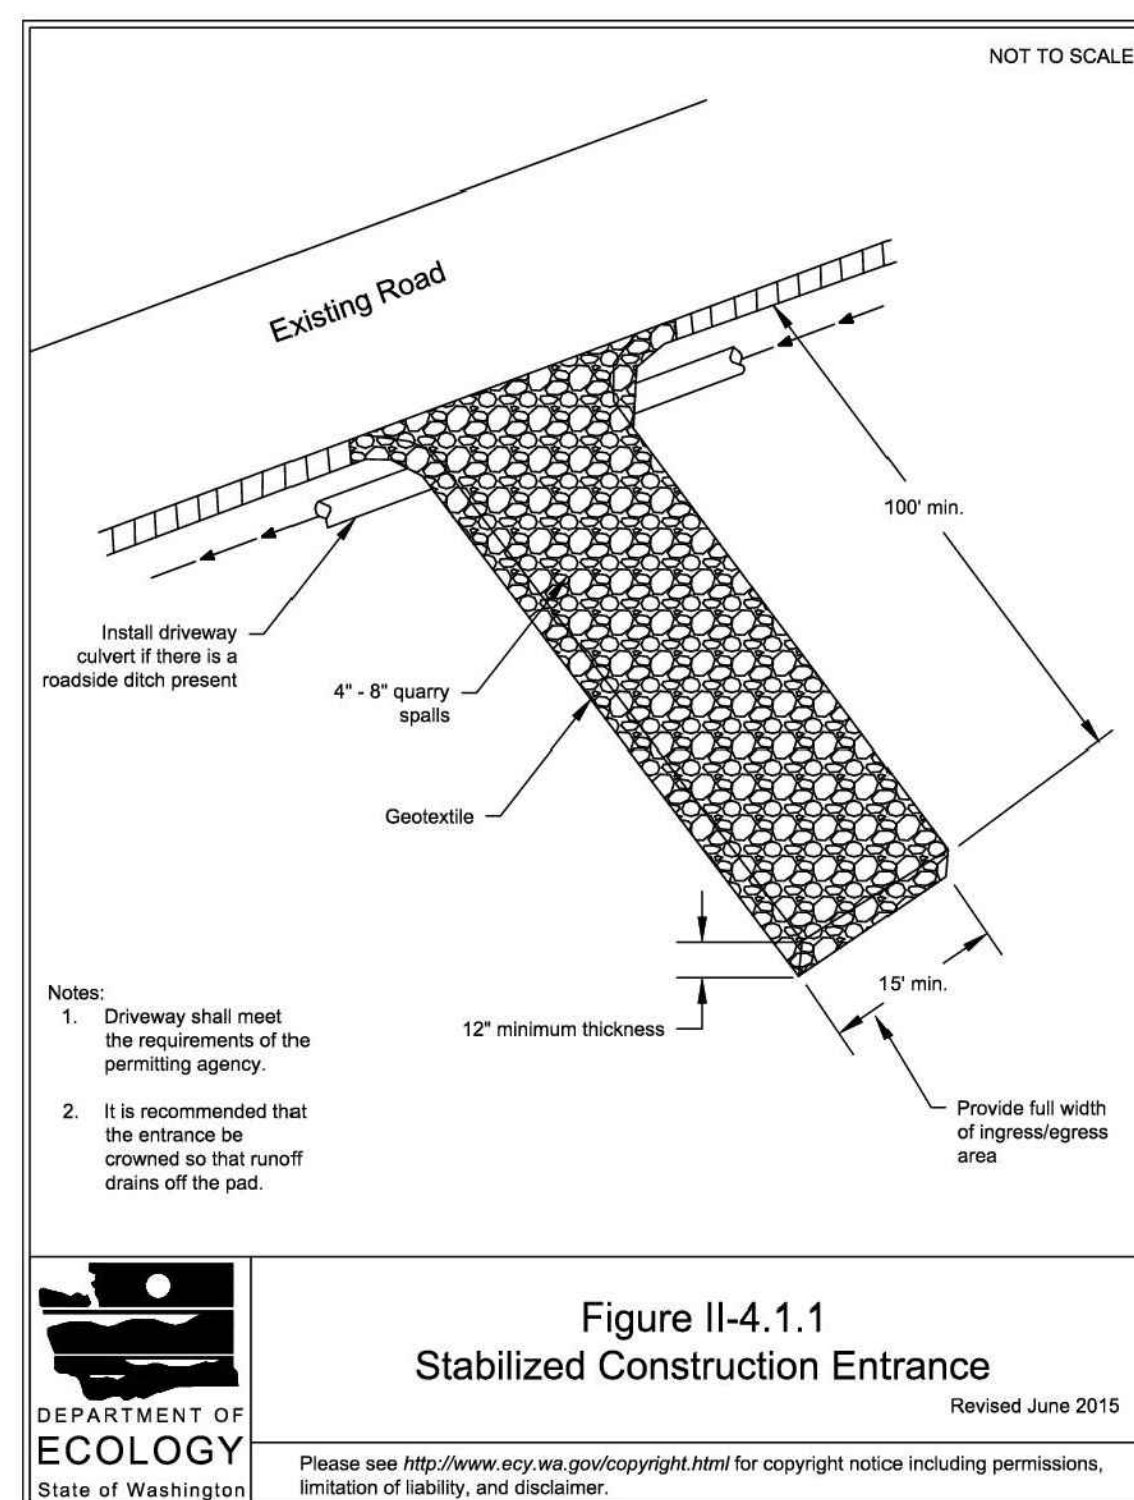 NOT TO SCALE
Existing Road
100' min.
Install driveway
culvert if there is a
roadside ditch present
4" - 8" quarry
spalls
Geotextile
15' min.
12" minimum thickness
Provide full width
of ingress/egress
area
Notes:
1. Driveway shall meet
the requirements of the
permitting agency.
2. It is recommended that
the entrance be
crowned so that runoff
drains off the pad.
DEPARTMENT OF
ECOLOGY
State of Washington
Figure II-4.1.1
Stabilized Construction Entrance
Revised June 2015
Please see http://www.ecy.wa.gov/copyright.html for copyright notice including permissions,
limitation of liability, and disclaimer.